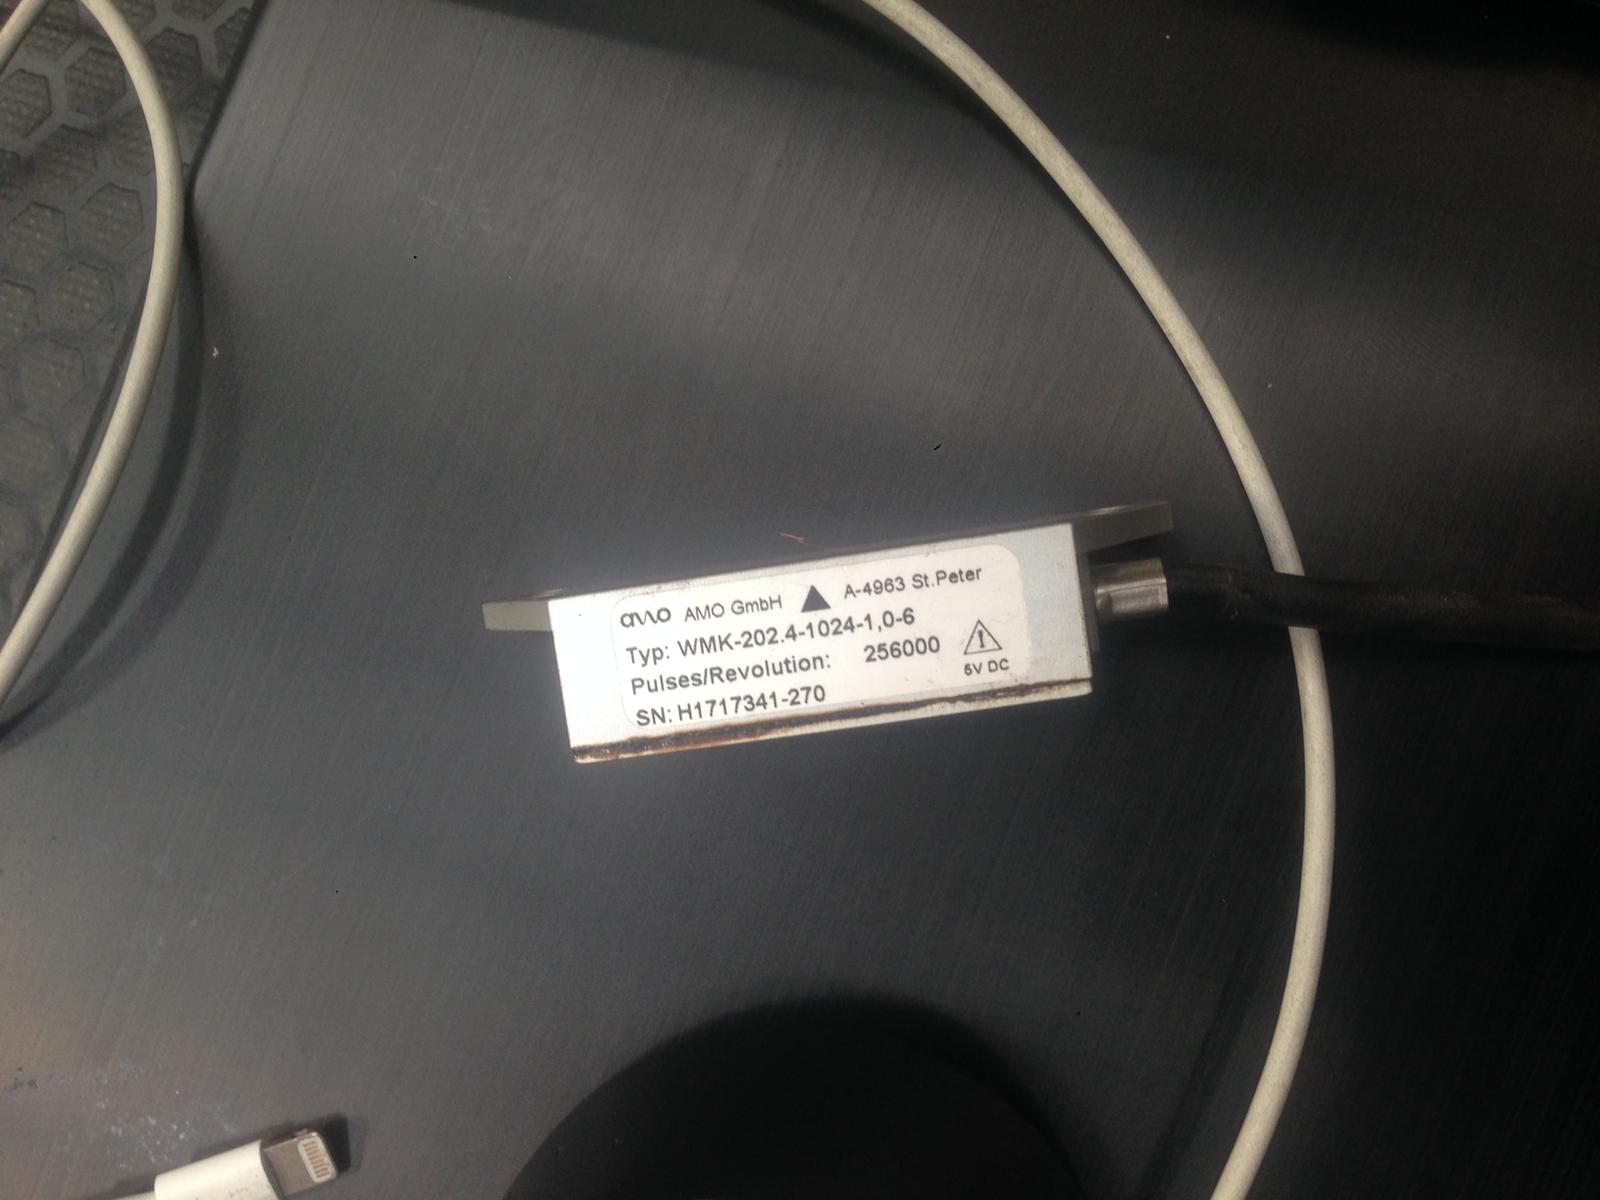 amo AMO GmbH A-4963 St.Peter
Typ: WMK-202.4-1024-1,0-6
Pulses/Revolution: 256000
5V DC
SN: H1717341-270